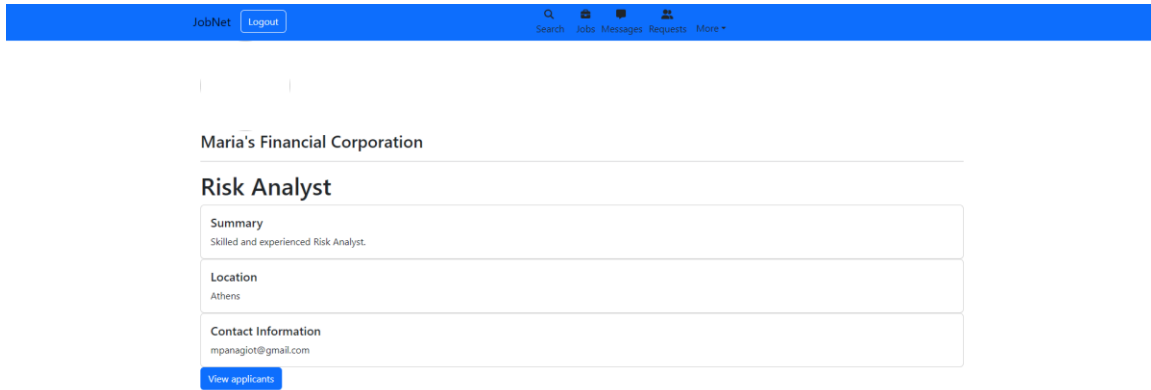 JobNet Logout
Search Jobs Messages Requests More
Maria's Financial Corporation
Risk Analyst
Summary
Skilled and experienced Risk Analyst.
Location
Athens
Contact Information
mpanagiot@gmail.com
View applicants